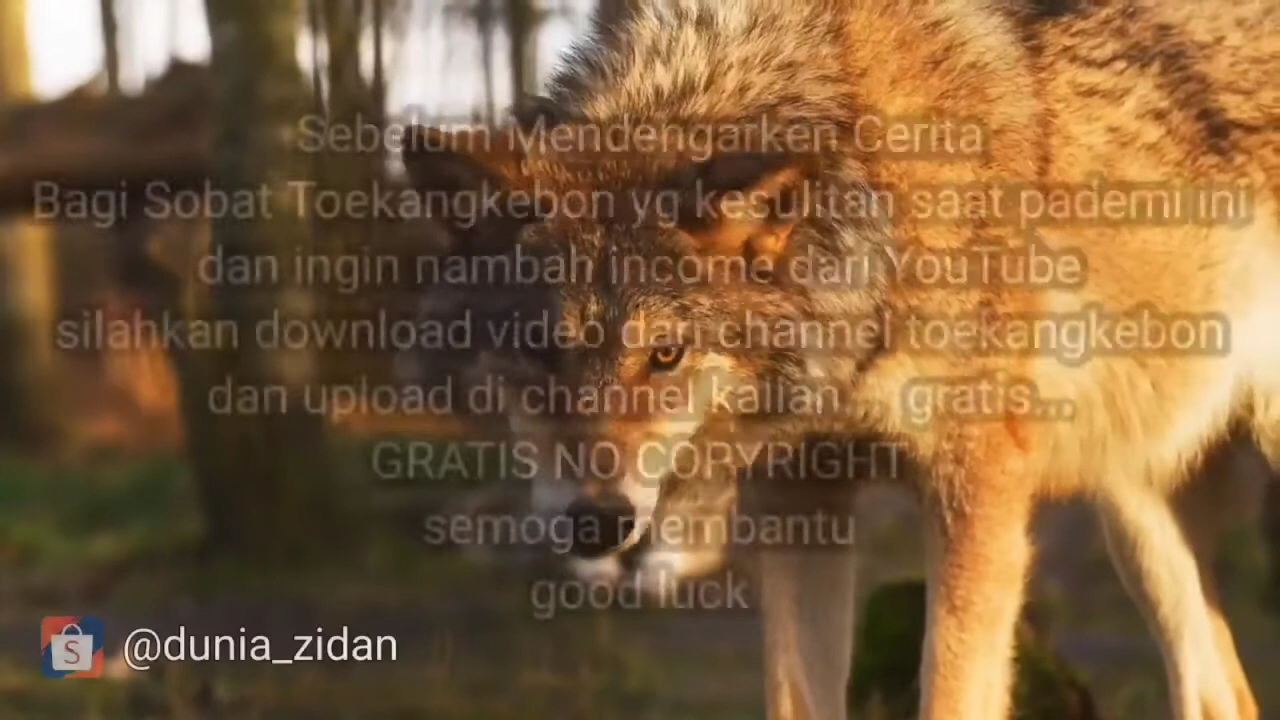 Sebelum Mendengarken Cerita
Bagi Sobat Toekangkebon yg kesulitan saat pademi ini
dan ingin nambah income dari YouTube
silahkan download video dari channel toekangkebon
dan upload di channel kalian.... gratis...
GRATIS NO COPYRIGHT
semoga membantu
good luck
S
@dunia_zidan